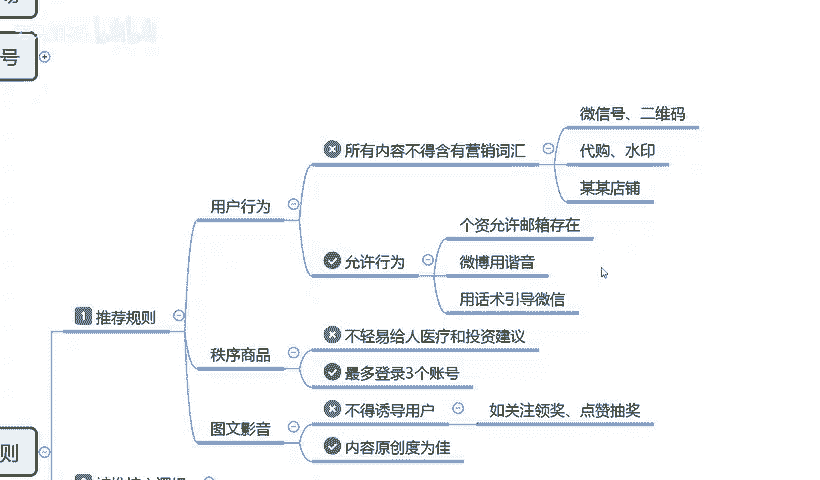 号
微信号、二维码
所有内容不得含有营销词汇
代购、水印
某某店铺
用户行为
个资允许邮箱存在
允许行为
微博用谐音
用话术引导微信
1 推荐规则
不轻易给人医疗和投资建议
秩序商品
最多登录3个账号
不得诱导用户
如关注领奖、点赞抽奖
图文影音
内容原创度为佳
则